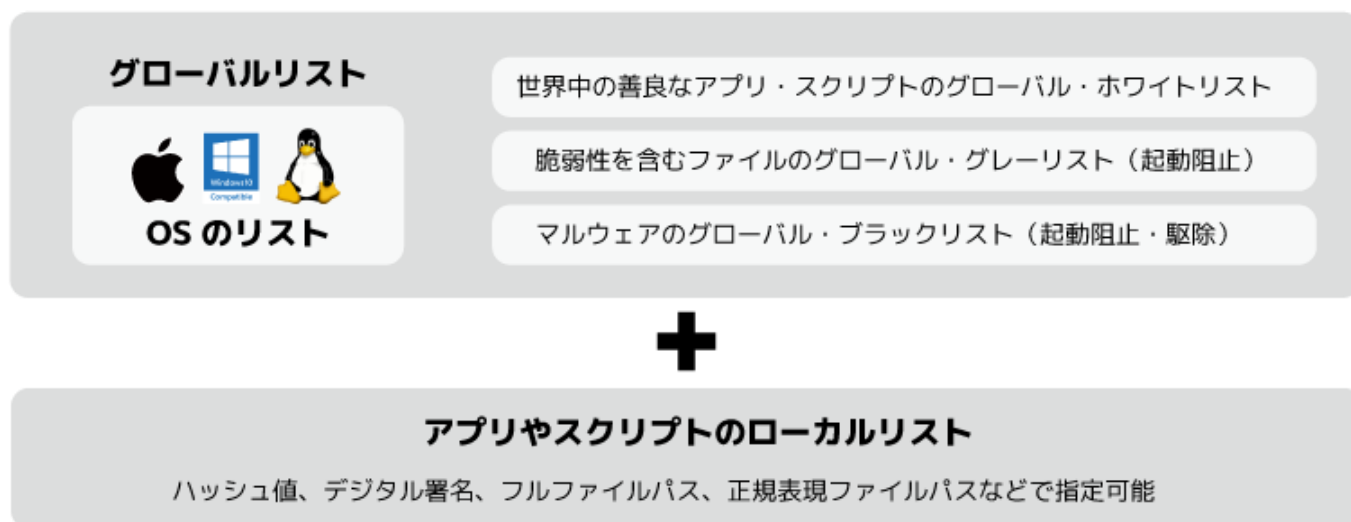 グローバルリスト
Windows10
Compatible
OS のリスト
世界中の善良なアプリ・スクリプトのグローバル・ホワイトリスト
脆弱性を含むファイルのグローバル・グレーリスト（起動阻止）
マルウェアのグローバル・ブラックリスト（起動阻止・駆除）
アプリやスクリプトのローカルリスト
ハッシュ値、デジタル署名、フルファイルパス、正規表現ファイルパスなどで指定可能